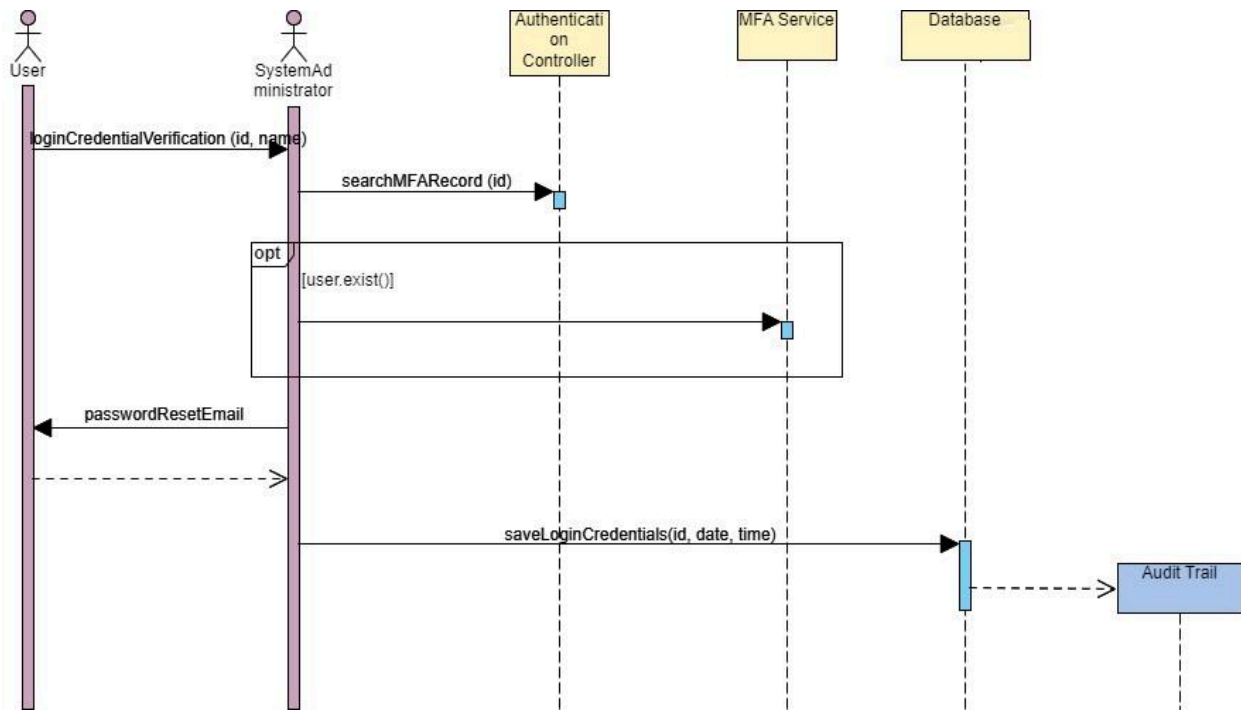 User
SystemAd
ministrator
Authenticati
on
Controller
MFA Service
Database
loginCredentialVerification (id, name)
searchMFARecord (id)
opt
[user.exist()]
passwordResetEmail
saveLoginCredentials(id, date, time)
Audit Trail